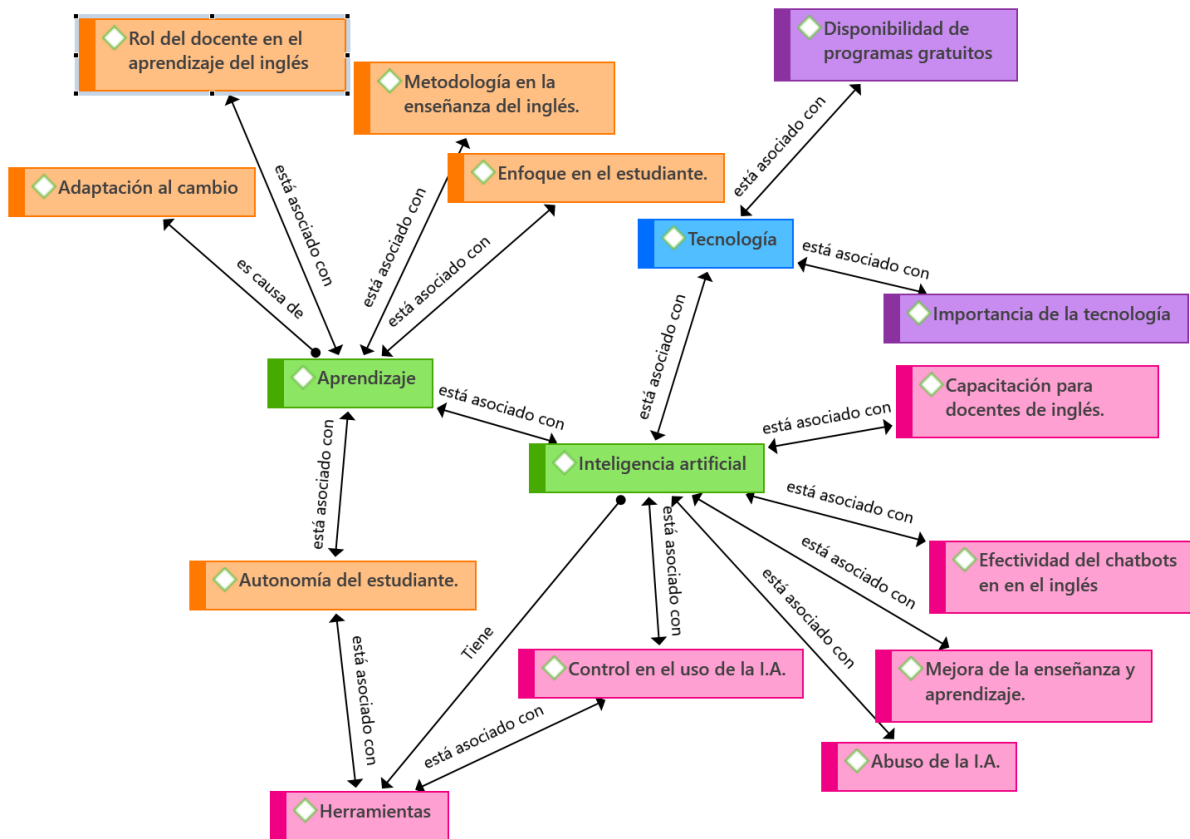 Rol del docente en el
aprendizaje del inglés
Disponibilidad de
programas gratuitos
Metodología en la
enseñanza del inglés.
está asociado con
Adaptación al cambio
Enfoque en el estudiante.
está asociado con
está asociado con
está asociado con
es causa de
está asociado con
Tecnología
está asociado con
Importancia de la tecnología
está asociado con
Aprendizaje
está asociado con
Capacitación para
docentes de inglés.
está asociado con
Inteligencia artificial
está asociado con
está asociado con
está asociado con
está asociado con
está asociado con
Efectividad del chatbots
en en el inglés
Autonomía del estudiante.
Tiene
Control en el uso de la I.A.
Mejora de la enseñanza y
aprendizaje.
está asociado con
está asociado con
Abuso de la I.A.
Herramientas